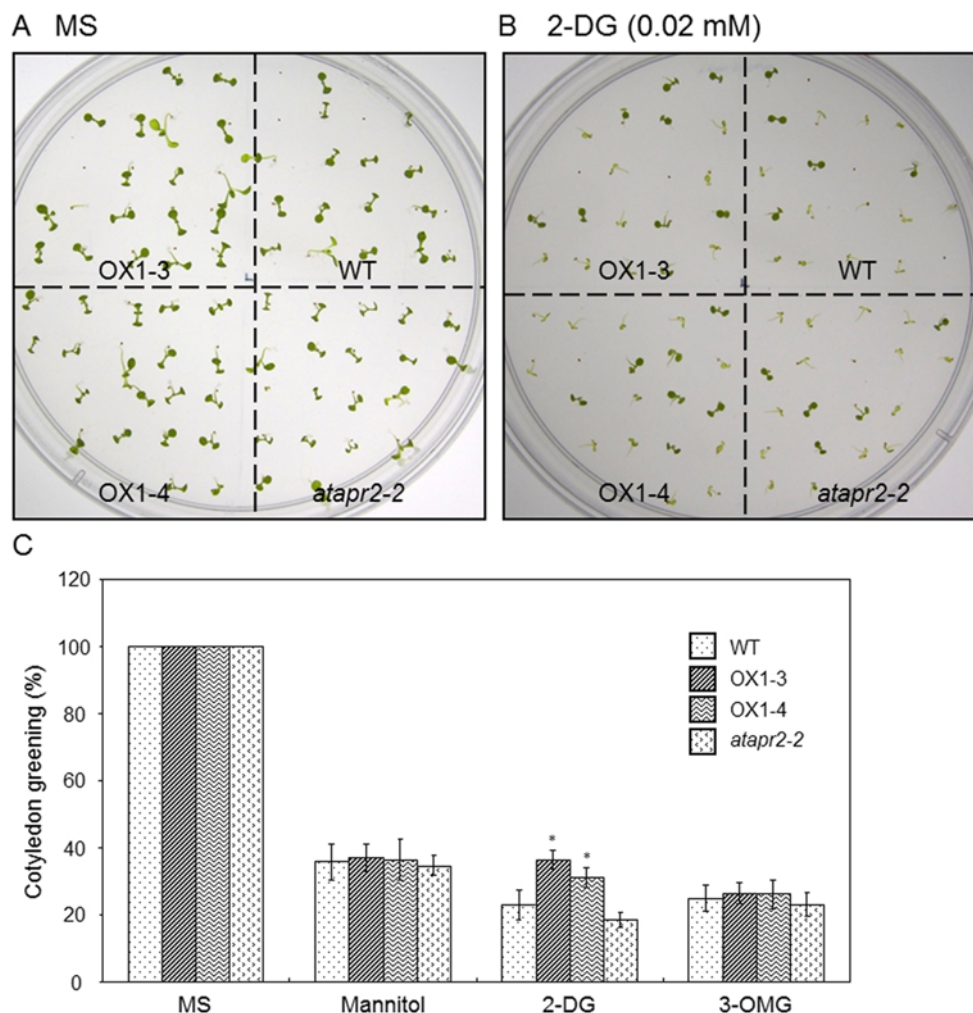 A MS
B 2-DG (0.02 mM)
OX1-3
WT
OX1-3
WT
OX1-4
atapr2-2
OX1-4
atapr2-2
C
Cotyledon greening (%)
120
100
80
60
40
20
0
WT
OX1-3
OX1-4
atapr2-2
*
*
MS
Mannitol
2-DG
3-OMG